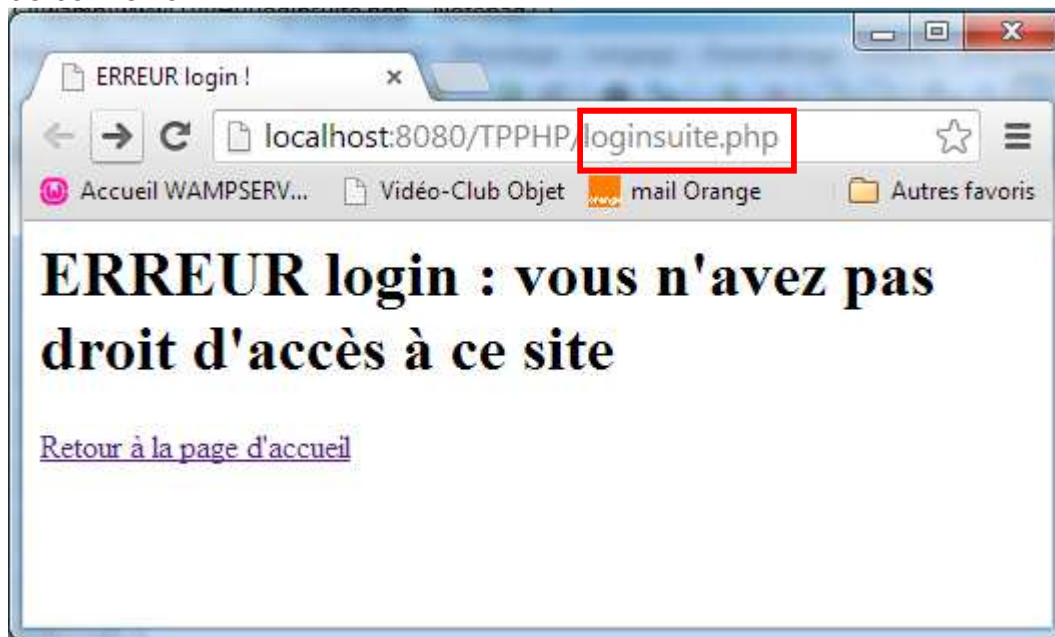 ERREUR login !
localhost:8080/TPPHP/loginsuite.php
Accueil WAMPSERV... Vidéo-Club Objet mail Orange Autres favoris
ERREUR login : vous n'avez pas
droit d'accès à ce site
Retour à la page d'accueil